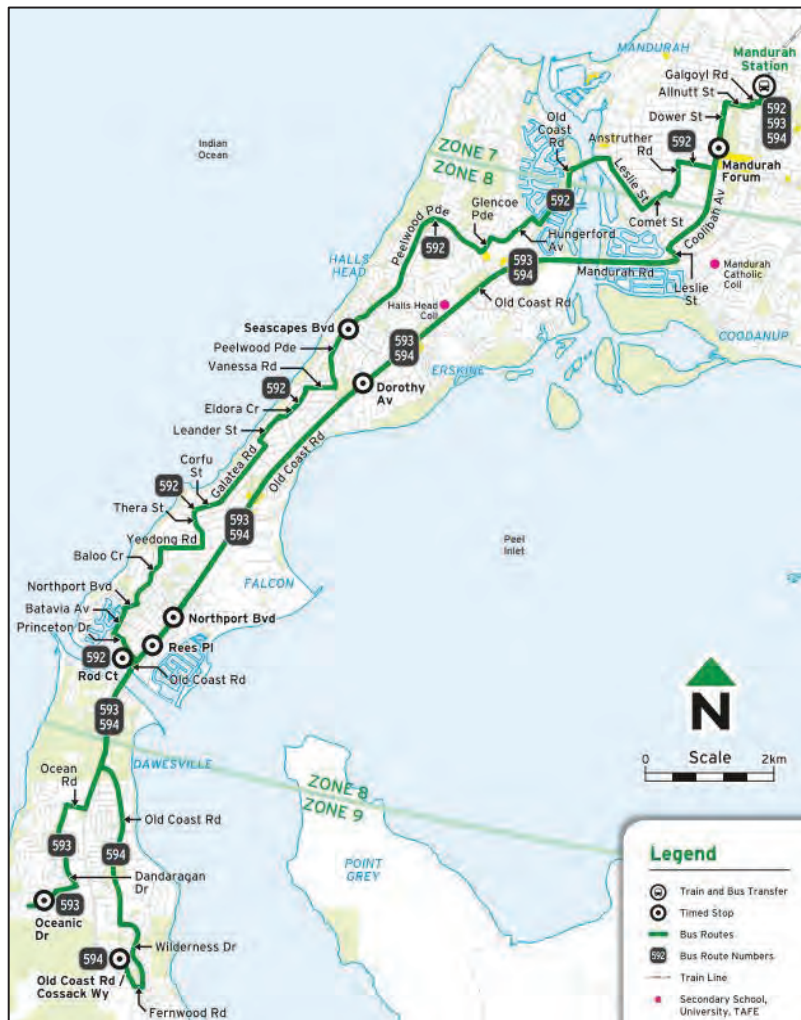 MANDURAH
Mandurah
Station
Galgoyl Rd
Allnutt St
Dower St
592
593
594
Indian
Ocean
Old
Coast
Rd
Anstruther
Rd
592
Mandurah
Forum
ZONE 7
ZONE 8
Leslie St
Glencoe
Pde
592
Comet St
Coolibah Av
Peelwood Pde
592
Hungerford
Av
HALLS
HEAD
593
594
Mandurah Rd
Leslie
St
Mandurah
Catholic
Coll
Halls Head
Coll
Old Coast Rd
Seascapes Bvd
COODANUP
Peelwood Pde
593
594
Vanessa Rd
ERSKINE
592
Dorothy
Av
Eldora Cr
Leander St
Galatea Rd
Old Coast Rd
Corfu
St
592
Thera St
593
594
Yeedong Rd
Peel
Inlet
Baloo Cr
FALCON
Northport Bvd
Batavia Av
Northport Bvd
Princeton Dr
Rees Pl
592
Rod Ct
Old Coast Rd
N
593
594
0 Scale 2km
DAWESVILLE
ZONE 8
ZONE 9
Ocean
Rd
Old Coast Rd
593
594
POINT
GREY
Dandaragan
Dr
593
Oceanic
Dr
Wilderness Dr
594
Old Coast Rd /
Cossack Wy
Fernwood Rd
Legend
Train and Bus Transfer
Timed Stop
Bus Routes
592 Bus Route Numbers
Train Line
Secondary School,
University, TAFE